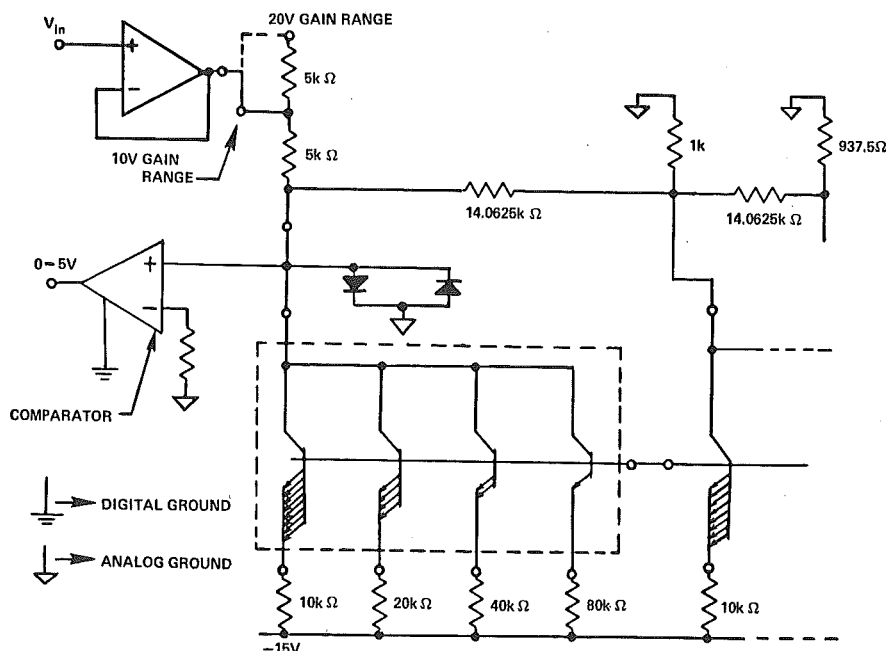 V_In
20V GAIN RANGE
5k Ω
10V GAIN
RANGE
5k Ω
1k
937.5Ω
14.0625k Ω
14.0625k Ω
0–5V
+
−
+
−
COMPARATOR
DIGITAL GROUND
ANALOG GROUND
10k Ω
20k Ω
40k Ω
80k Ω
10k Ω
−15V